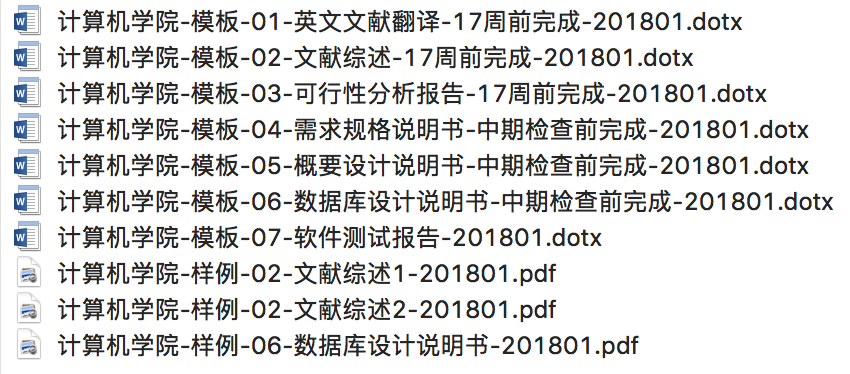 计算机学院-模板-01-英文文献翻译-17周前完成-201801.dotx
计算机学院-模板-02-文献综述-17周前完成-201801.dotx
计算机学院-模板-03-可行性分析报告-17周前完成-201801.dotx
计算机学院-模板-04-需求规格说明书-中期检查前完成-201801.dotx
计算机学院-模板-05-概要设计说明书-中期检查前完成-201801.dotx
计算机学院-模板-06-数据库设计说明书-中期检查前完成-201801.dotx
计算机学院-模板-07-软件测试报告-201801.dotx
计算机学院-样例-02-文献综述1-201801.pdf
计算机学院-样例-02-文献综述2-201801.pdf
计算机学院-样例-06-数据库设计说明书-201801.pdf